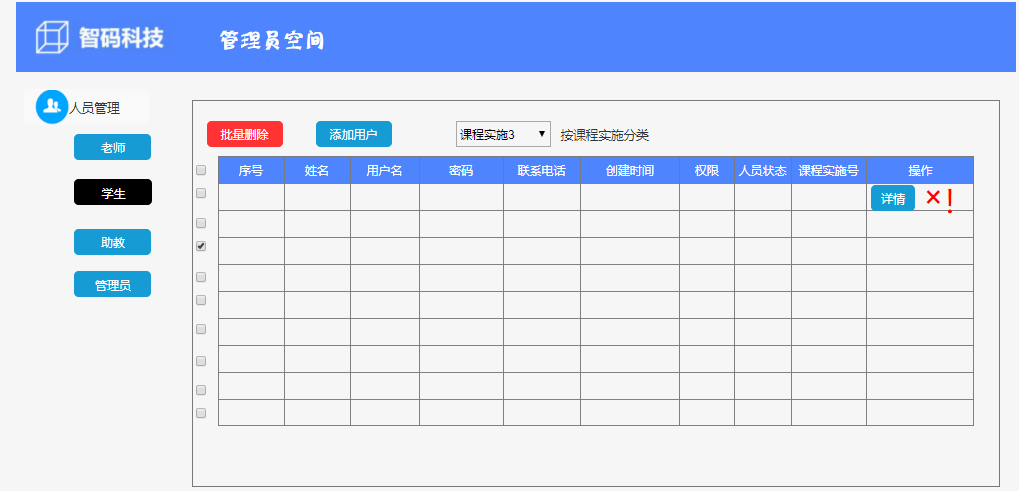 智码科技 管理员空间
人员管理
老师
学生
助教
管理员
批量删除 添加用户 课程实施3 按课程实施分类
序号 姓名 用户名 密码 联系电话 创建时间 权限 人员状态 课程实施号 操作
详情 ×!